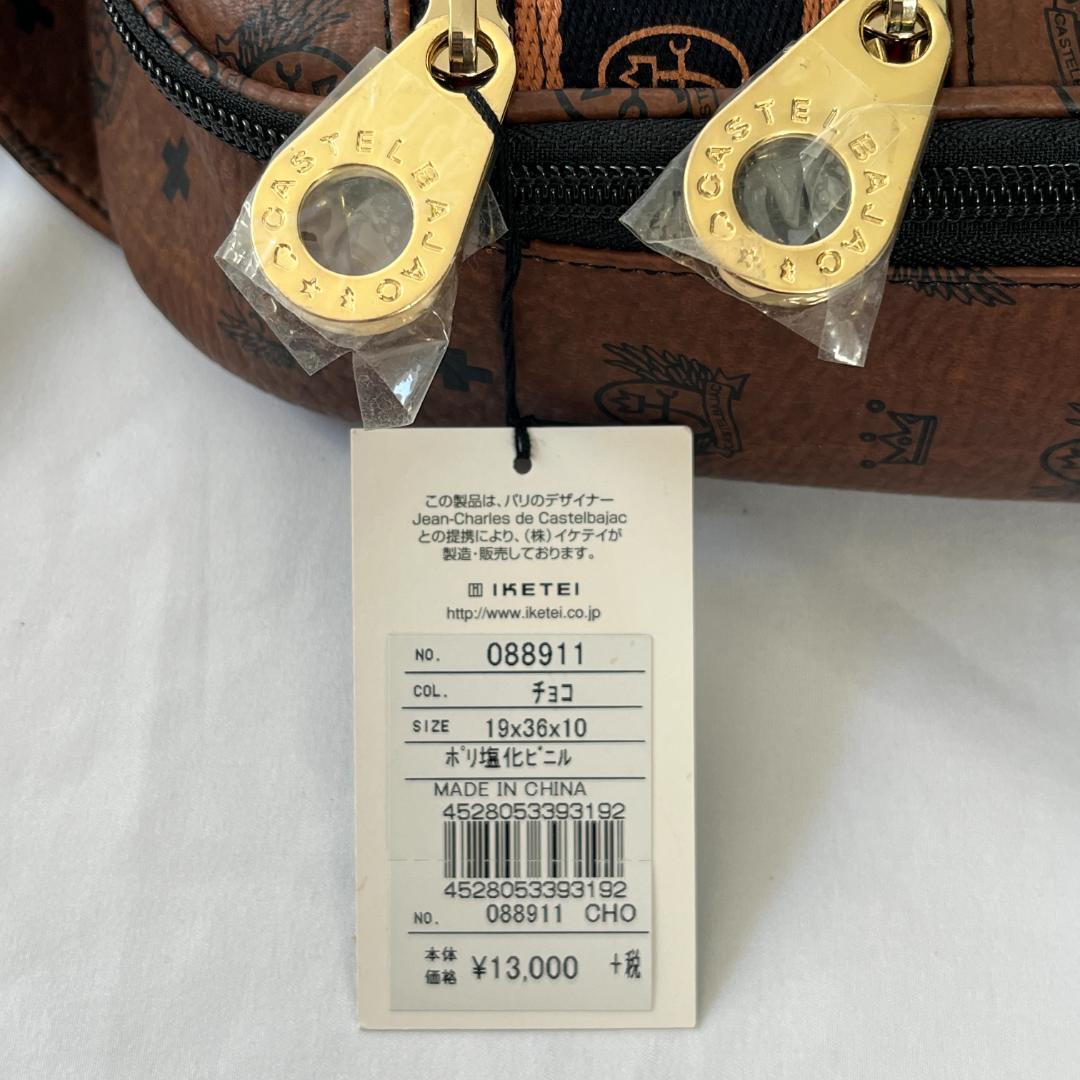 CASTELBAJAC
CASTELBAJAC
この製品は、パリのデザイナー
Jean-Charles de Castelbajac
との提携により、(株)イケテイが
製造・販売しております。
IKETEI
http://www.iketei.co.jp
NO. 088911
COL. チョコ
SIZE 19x36x10
ポリ塩化ビニル
MADE IN CHINA
4528053393192
4528053393192
NO. 088911 CHO
本体
価格 ¥13,000 +税